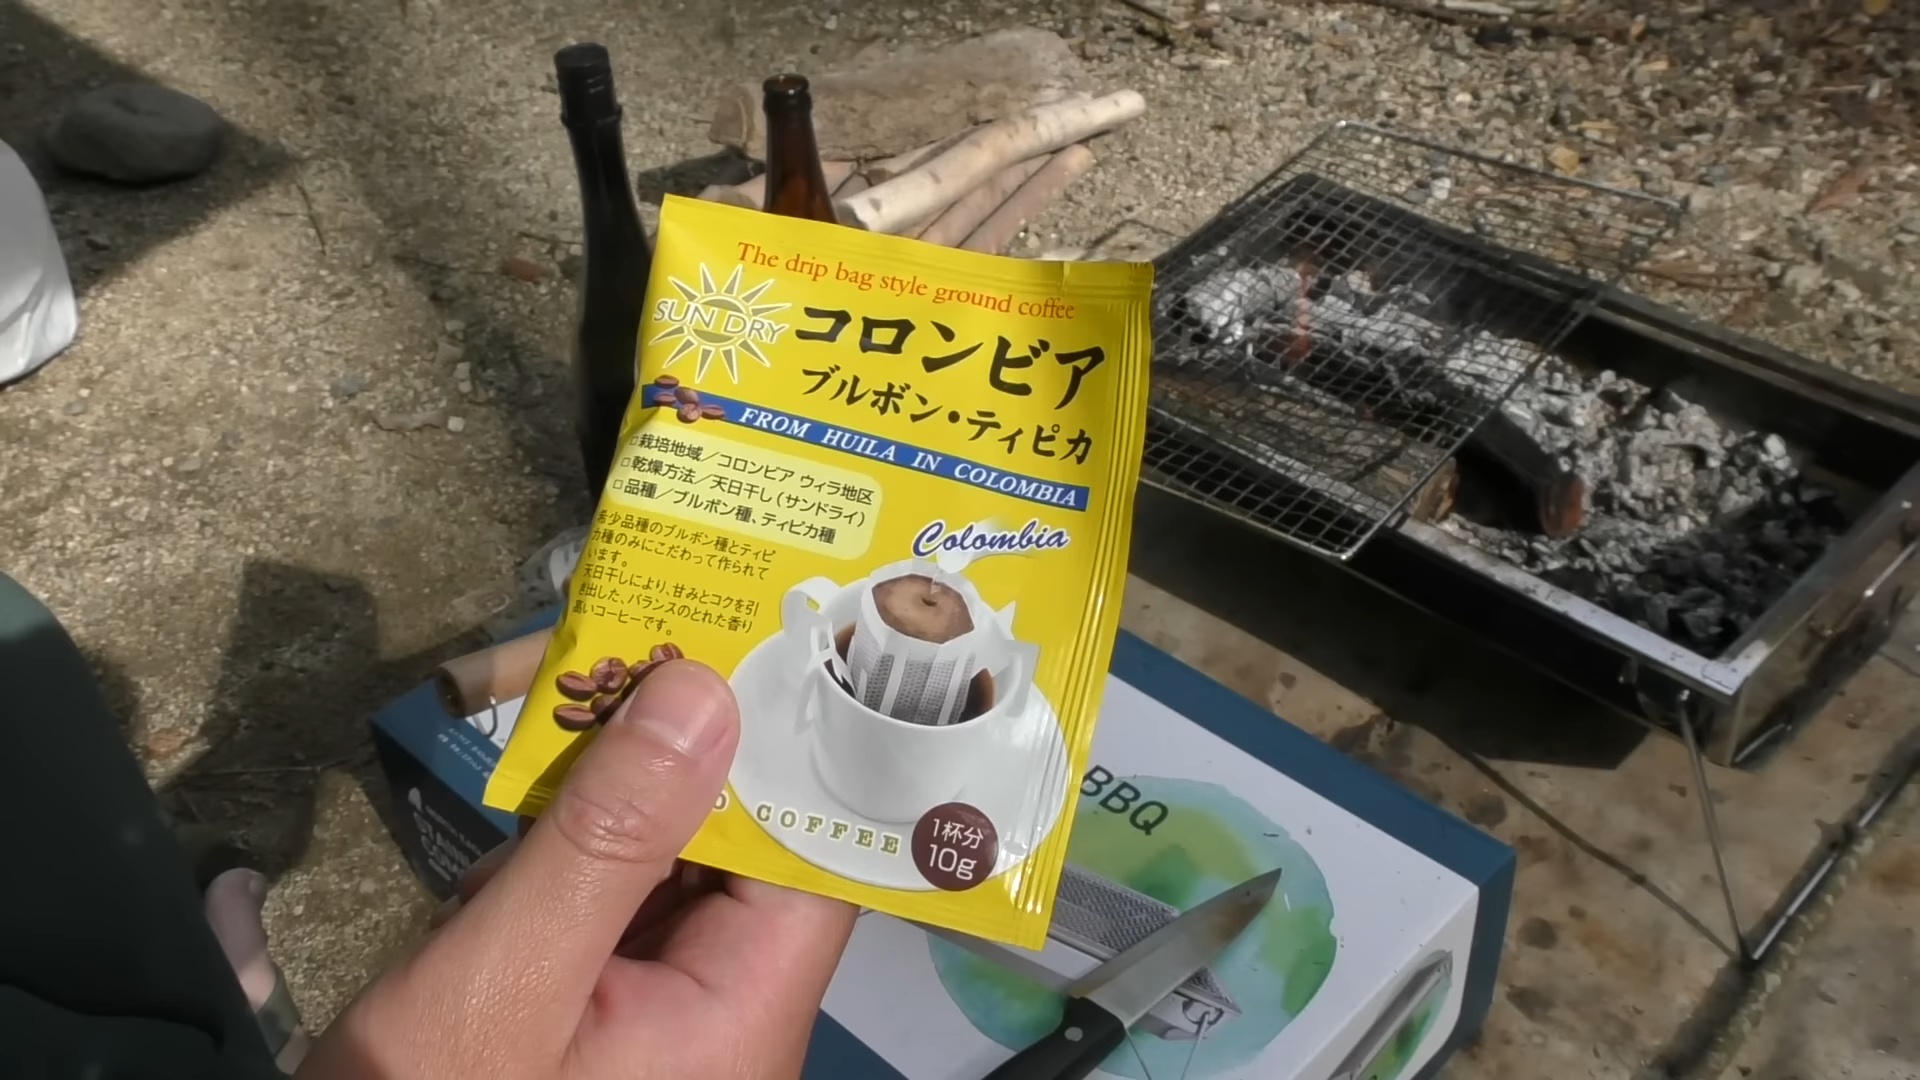 The drip bag style ground coffee
SUN DRY
コロンビア
ブルボン・ティピカ
FROM HUILA IN COLOMBIA
□栽培地域／コロンビア ウィラ地区
□乾燥方法／天日干し（サンドライ）
□品種／ブルボン種、ティピカ種
希少品種のブルボン種とティピ
カ種のみにこだわって作られて
います。
天日干しにより、甘みとコクを引
き出した、バランスのとれた香り
高いコーヒーです。
Colombia
COFFEE
1杯分
10g
BBQ